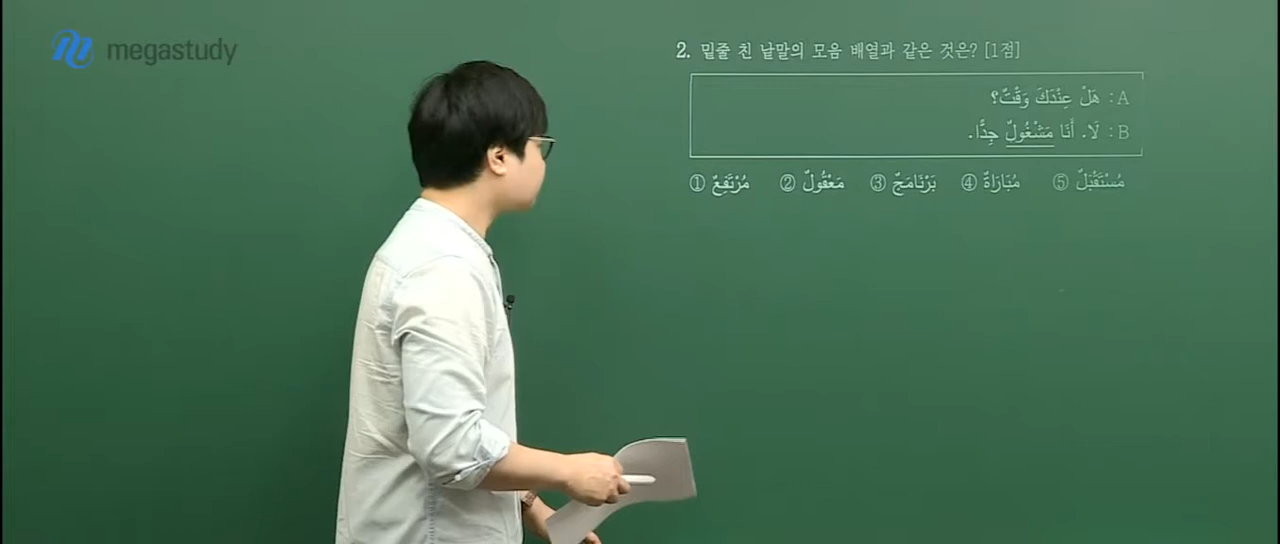 megastudy
2. 밑줄 친 낱말의 모음 배열과 같은 것은? [1점]
A: هَلْ عِنْدَكَ وَقْتٌ؟
B: لَا. أَنَا مَشْغُولٌ جِدًّا.
① مُرْتَفِعٌ ② مَعْقُولٌ ③ بَرْنَامَجٌ ④ مُبَارَاةٌ ⑤ مُسْتَقْبَلٌ